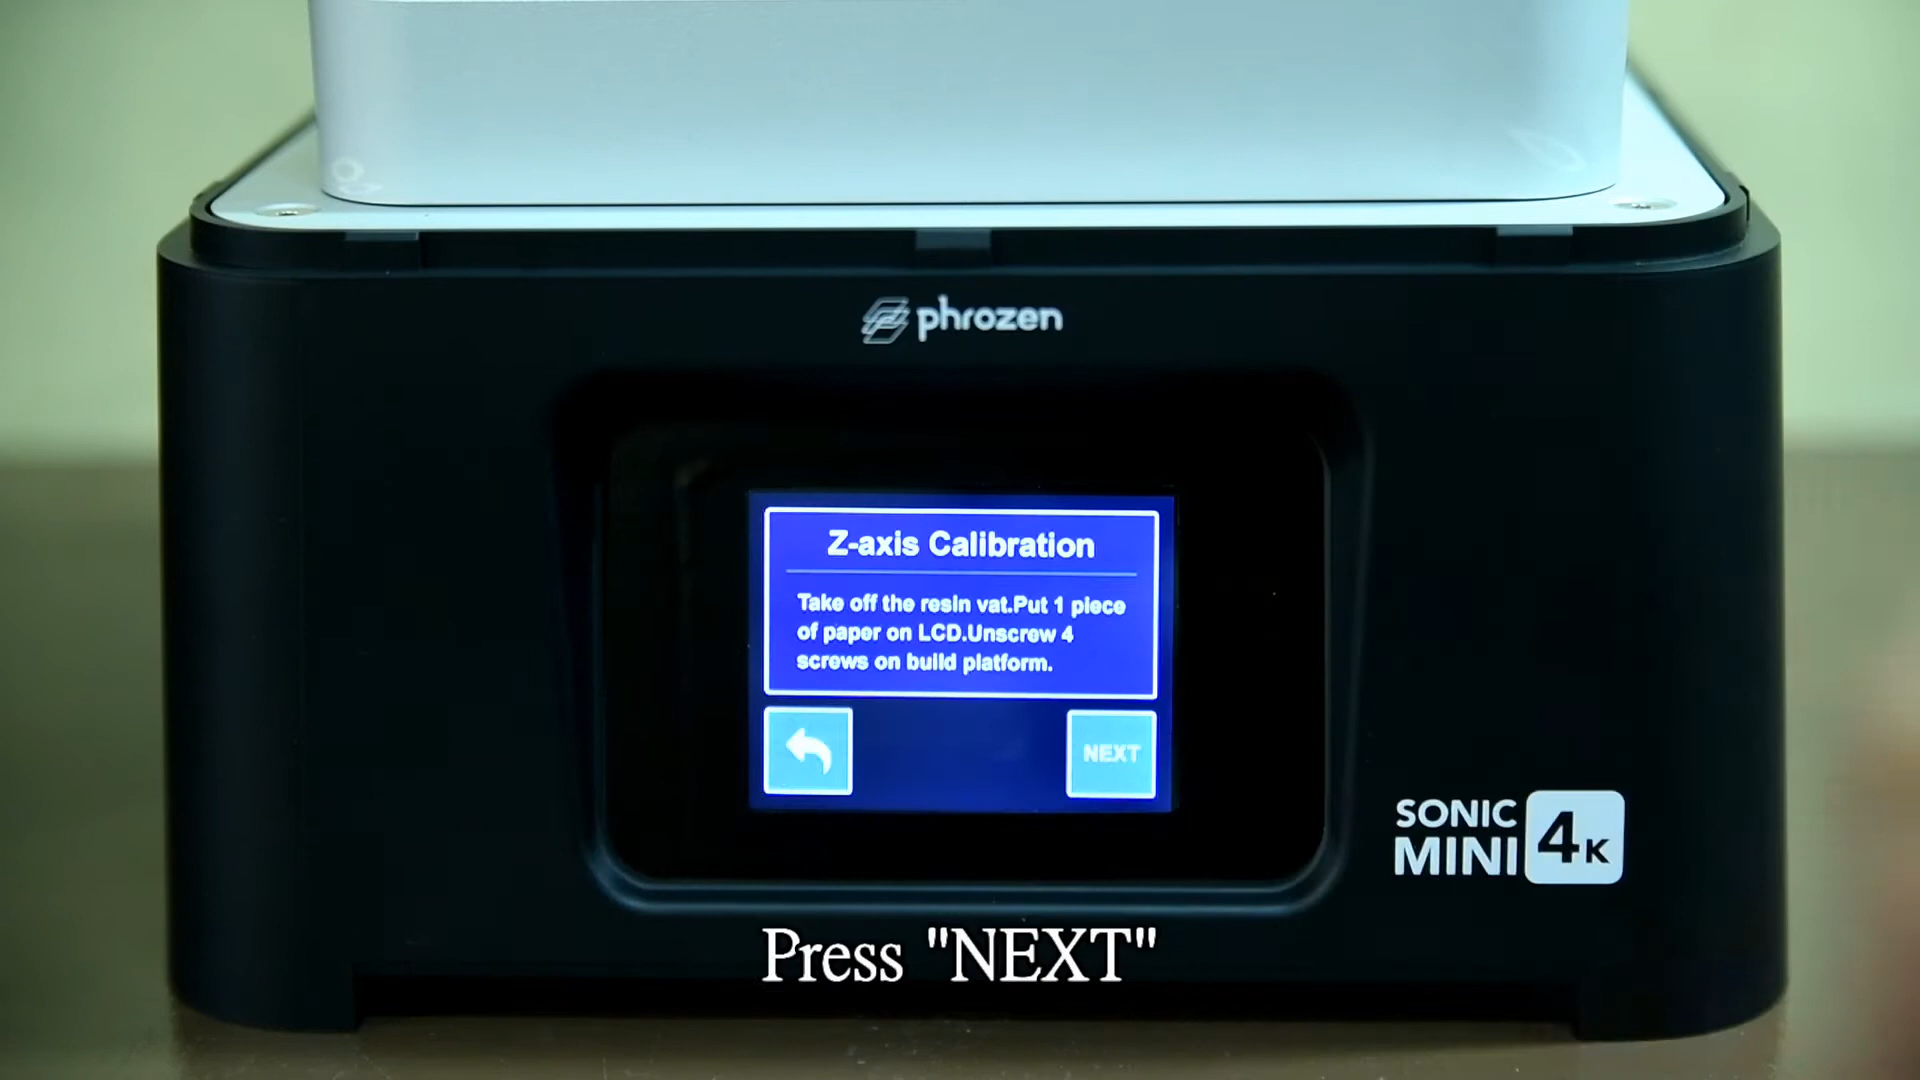 phrozen
Z-axis Calibration
Take off the resin vat.Put 1 piece
of paper on LCD.Unscrew 4
screws on build platform.
NEXT
SONIC
MINI 4K
Press "NEXT"